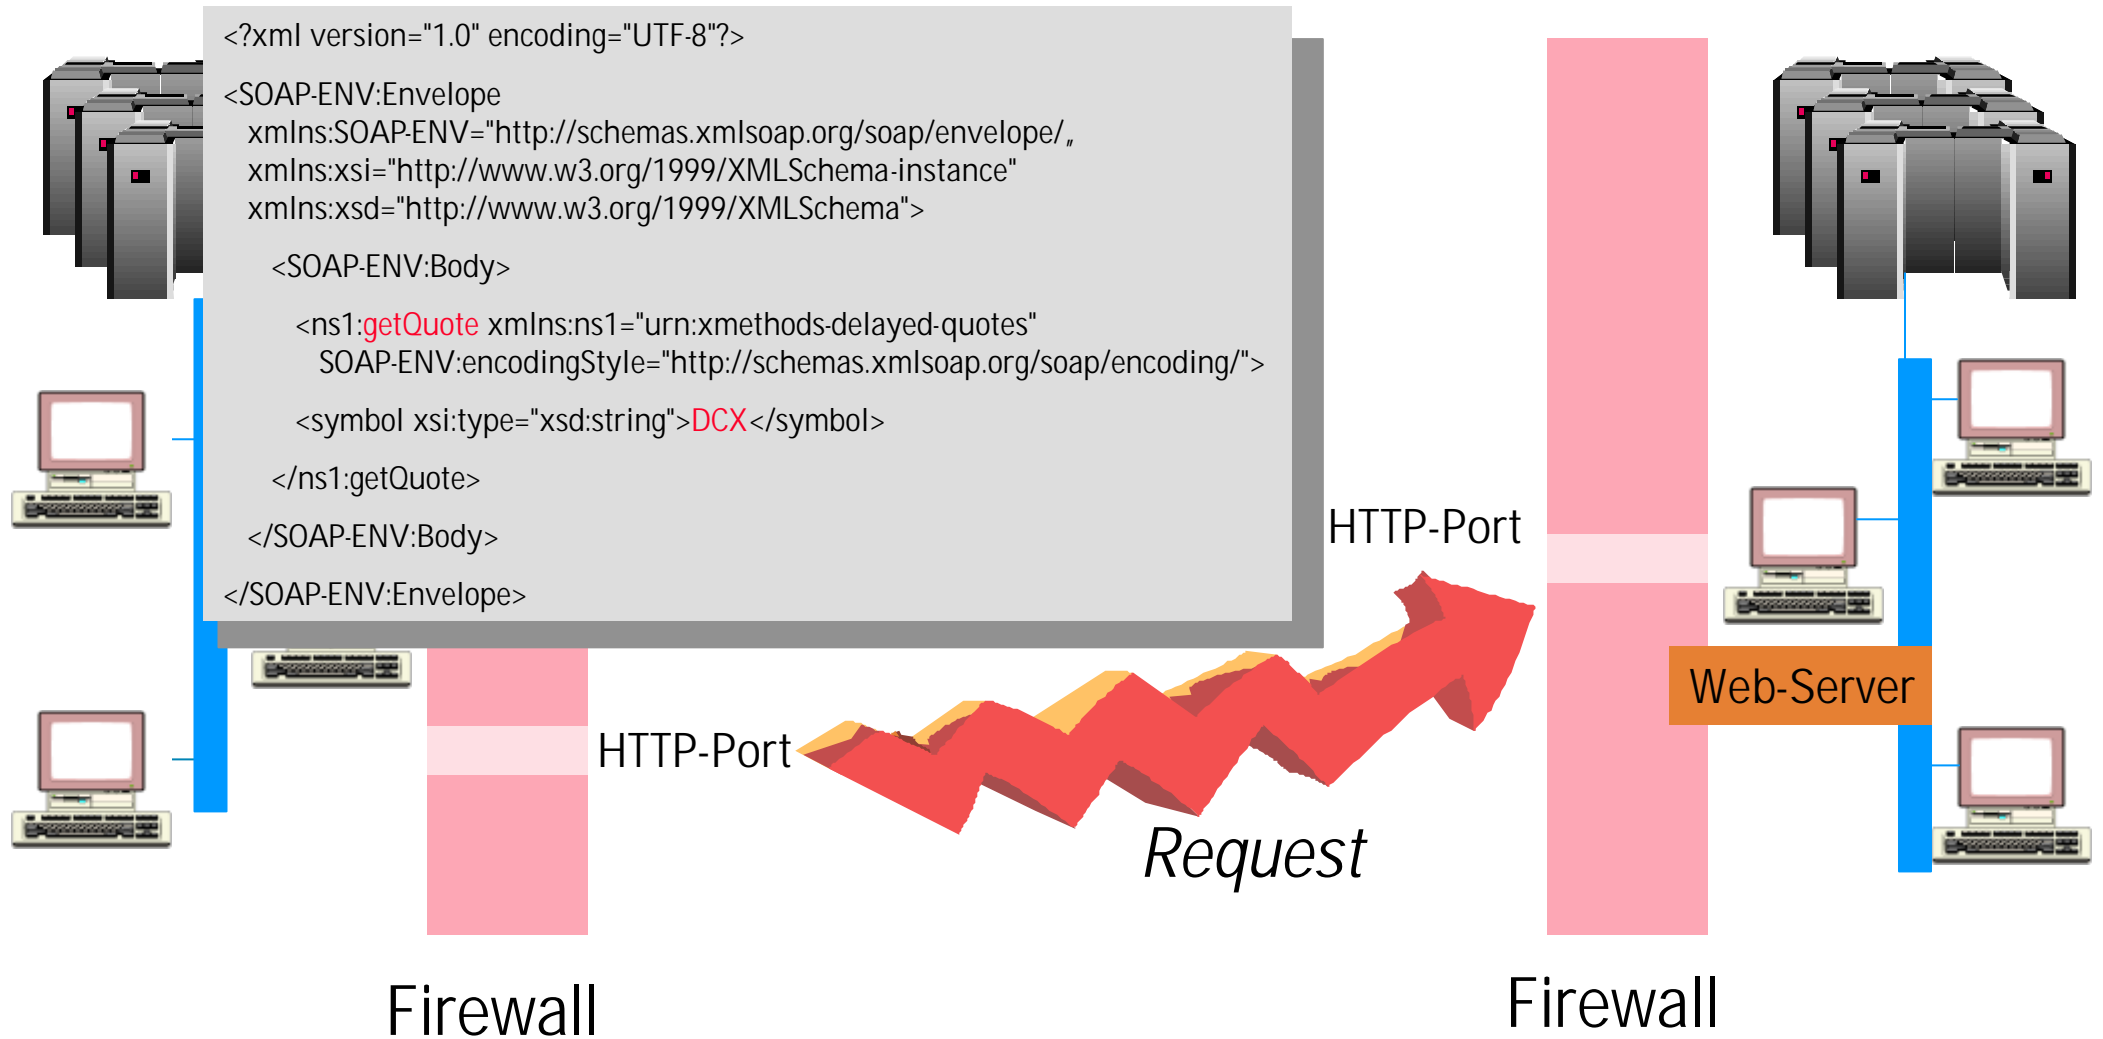 <?xml version="1.0" encoding="UTF-8"?>
<SOAP-ENV:Envelope
xmlns:SOAP-ENV="http://schemas.xmlsoap.org/soap/envelope/„
xmlns:xsi="http://www.w3.org/1999/XMLSchema-instance"
xmlns:xsd="http://www.w3.org/1999/XMLSchema">
<SOAP-ENV:Body>
<ns1:getQuote xmlns:ns1="urn:xmethods-delayed-quotes"
SOAP-ENV:encodingStyle="http://schemas.xmlsoap.org/soap/encoding/">
<symbol xsi:type="xsd:string">DCX</symbol>
</ns1:getQuote>
</SOAP-ENV:Body>
</SOAP-ENV:Envelope>
HTTP-Port
Web-Server
HTTP-Port
Request
Firewall
Firewall